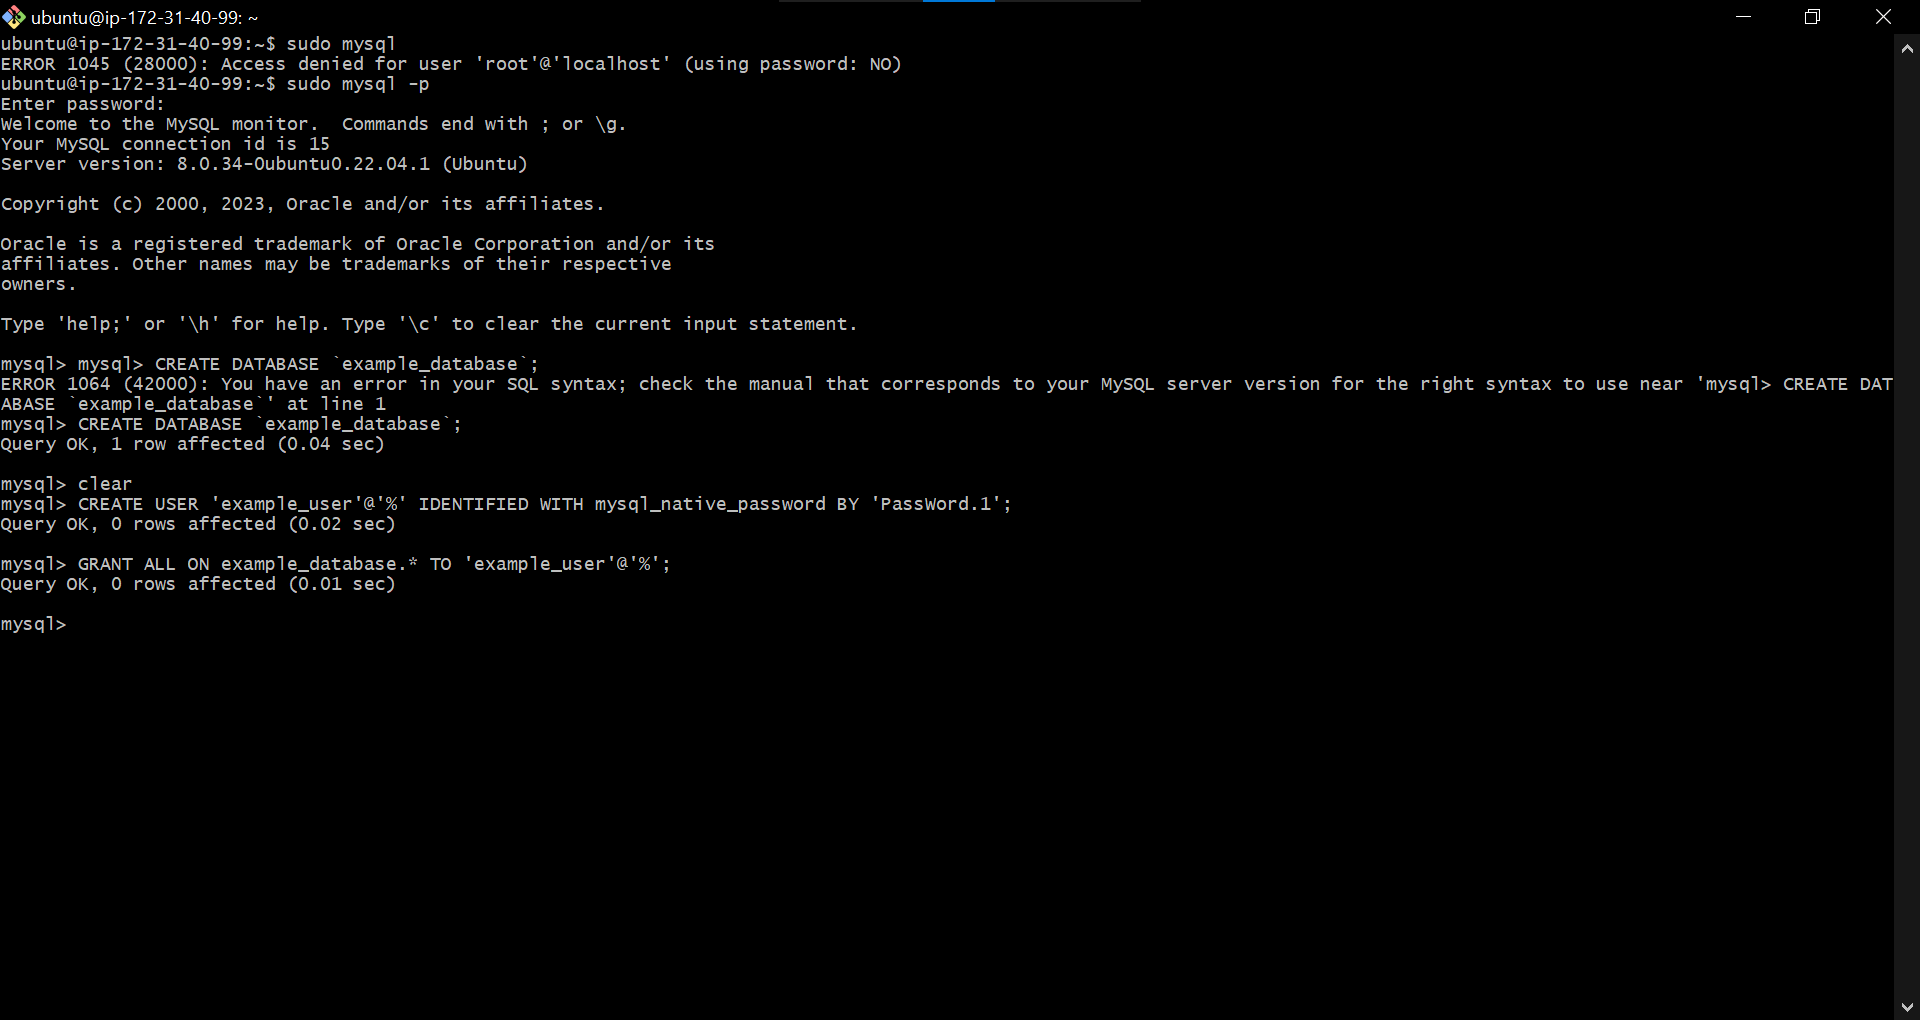 ubuntu@ip-172-31-40-99: ~
ubuntu@ip-172-31-40-99:~$ sudo mysql
ERROR 1045 (28000): Access denied for user 'root'@'localhost' (using password: NO)
ubuntu@ip-172-31-40-99:~$ sudo mysql -p
Enter password:
Welcome to the MySQL monitor.  Commands end with ; or \g.
Your MySQL connection id is 15
Server version: 8.0.34-0ubuntu0.22.04.1 (Ubuntu)
Copyright (c) 2000, 2023, Oracle and/or its affiliates.
Oracle is a registered trademark of Oracle Corporation and/or its
affiliates. Other names may be trademarks of their respective
owners.
Type 'help;' or '\h' for help. Type '\c' to clear the current input statement.
mysql> mysql> CREATE DATABASE `example_database`;
ERROR 1064 (42000): You have an error in your SQL syntax; check the manual that corresponds to your MySQL server version for the right syntax to use near 'mysql> CREATE DAT
ABASE `example_database`' at line 1
mysql> CREATE DATABASE `example_database`;
Query OK, 1 row affected (0.04 sec)
mysql> clear
mysql> CREATE USER 'example_user'@'%' IDENTIFIED WITH mysql_native_password BY 'PassWord.1';
Query OK, 0 rows affected (0.02 sec)
mysql> GRANT ALL ON example_database.* TO 'example_user'@'%';
Query OK, 0 rows affected (0.01 sec)
mysql>